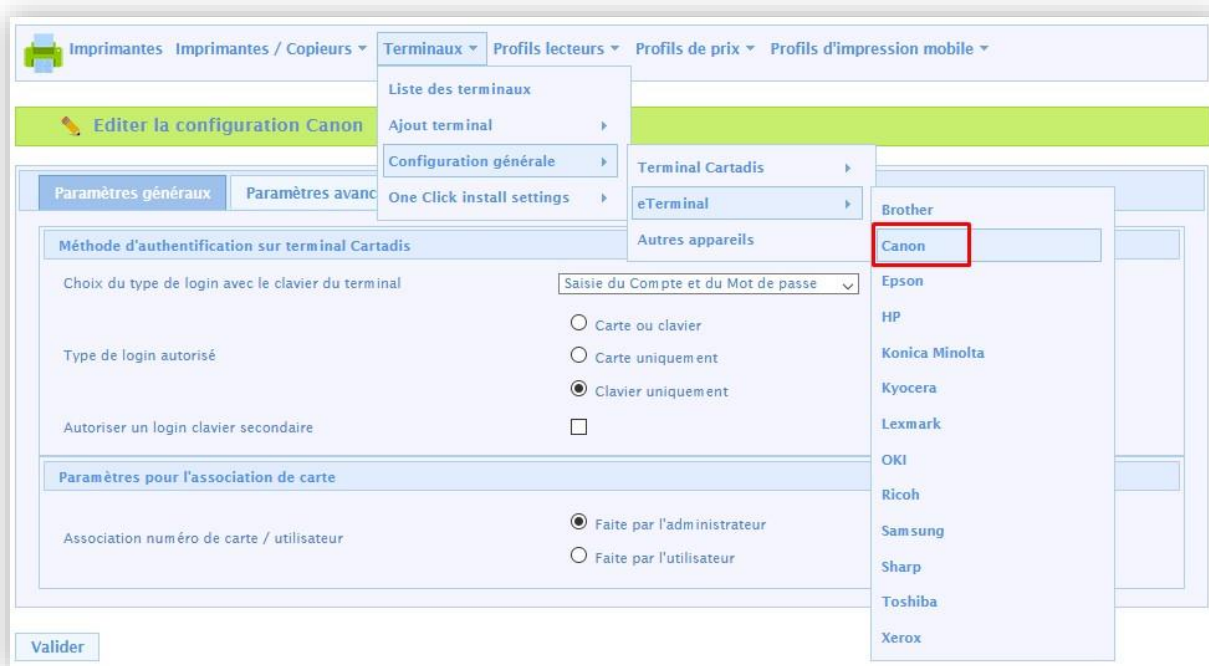 Imprimantes Imprimantes / Copieurs Terminaux Profils lecteurs Profils de prix Profils d'impression mobile
Liste des terminaux
Ajout terminal
Configuration générale
One Click install settings
Terminal Cartadis
eTerminal
Autres appareils
Brother
Canon
Epson
HP
Konica Minolta
Kyocera
Lexmark
OKI
Ricoh
Samsung
Sharp
Toshiba
Xerox
Editer la configuration Canon
Paramètres généraux Paramètres avanc
Méthode d'authentification sur terminal Cartadis
Choix du type de login avec le clavier du terminal Saisie du Compte et du Mot de passe
Type de login autorisé
Carte ou clavier
Carte uniquement
Clavier uniquement
Autoriser un login clavier secondaire
Paramètres pour l'association de carte
Association numéro de carte / utilisateur
Faite par l'administrateur
Faite par l'utilisateur
Valider